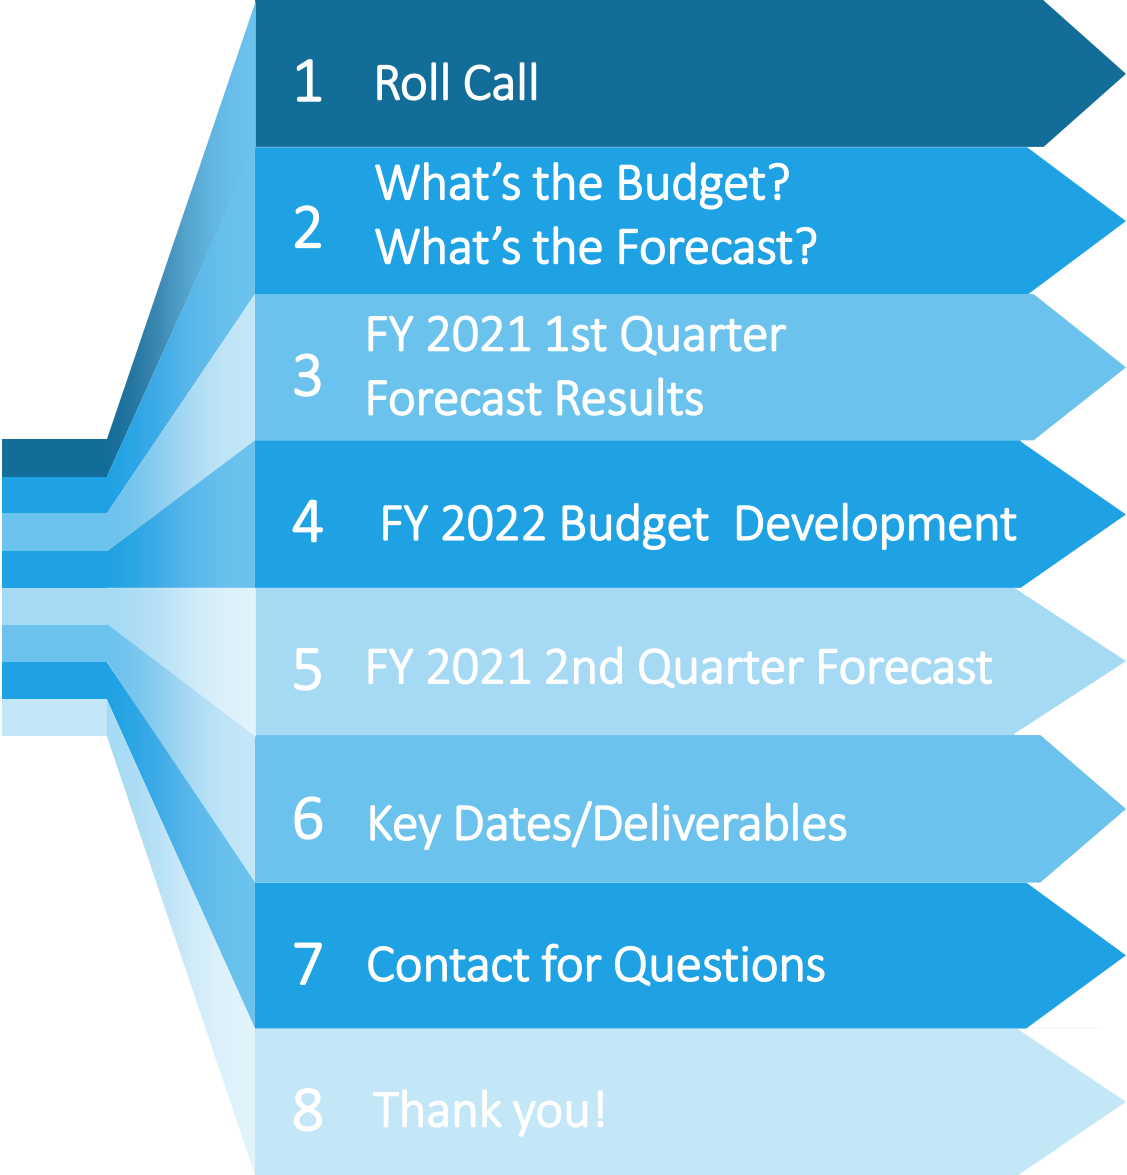 1 Roll Call
What’s the Budget?
2 What’s the Forecast?
FY 2021 1st Quarter
3 Forecast Results
4 FY 2022 Budget Development
5 FY 2021 2nd Quarter Forecast
6 Key Dates/Deliverables
7 Contact for Questions
8 Thank you!